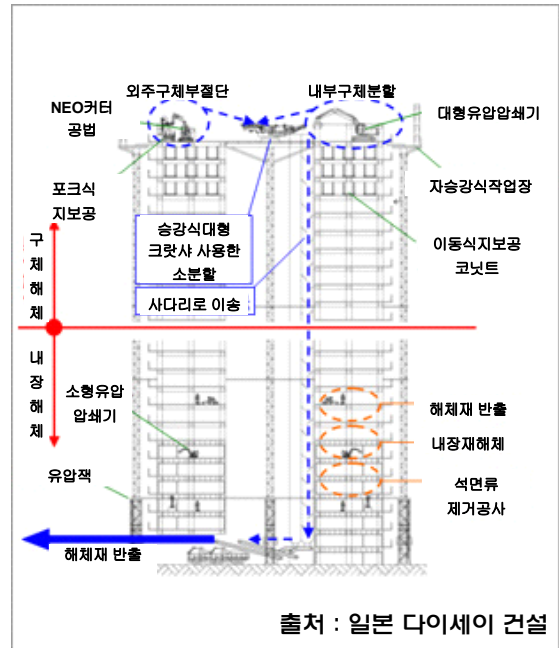 외주구체부절단
내부구체분할
NEO커터
공법
대형유압압쇄기
포크식
지보공
자승강식작업장
승강식대형
크랏샤 사용한
소분할
이동식지보공
코넛트
구체해체
사다리로 이송
내장해체
소형유압
압쇄기
해체재 반출
내장재해체
유압잭
석면류
제거공사
해체재 반출
출처 : 일본 다이세이 건설